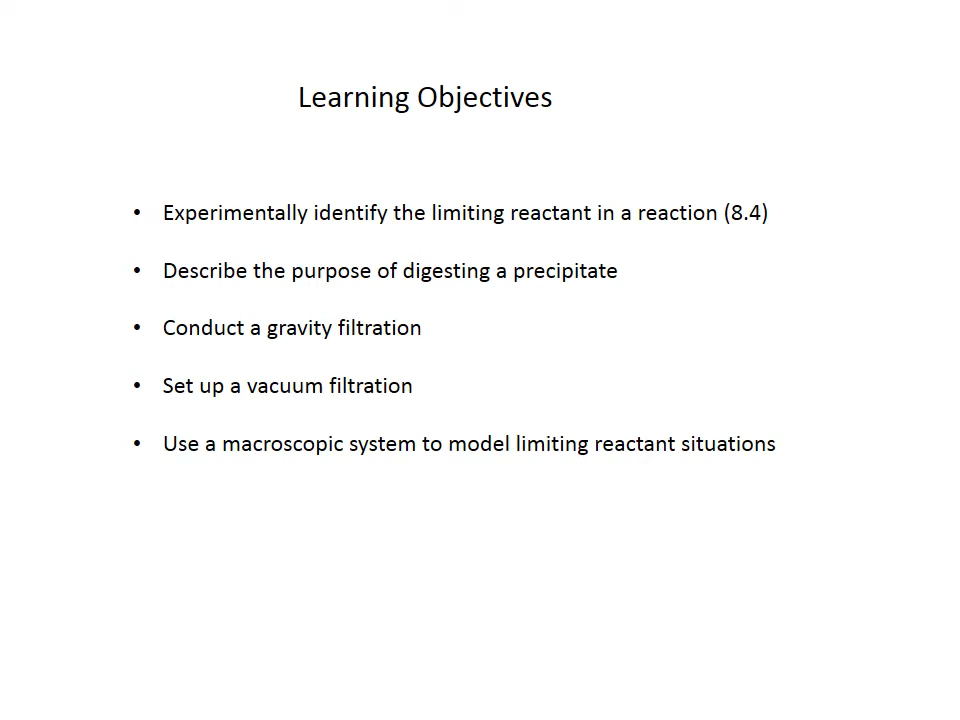 Learning Objectives
• Experimentally identify the limiting reactant in a reaction (8.4)
• Describe the purpose of digesting a precipitate
• Conduct a gravity filtration
• Set up a vacuum filtration
• Use a macroscopic system to model limiting reactant situations